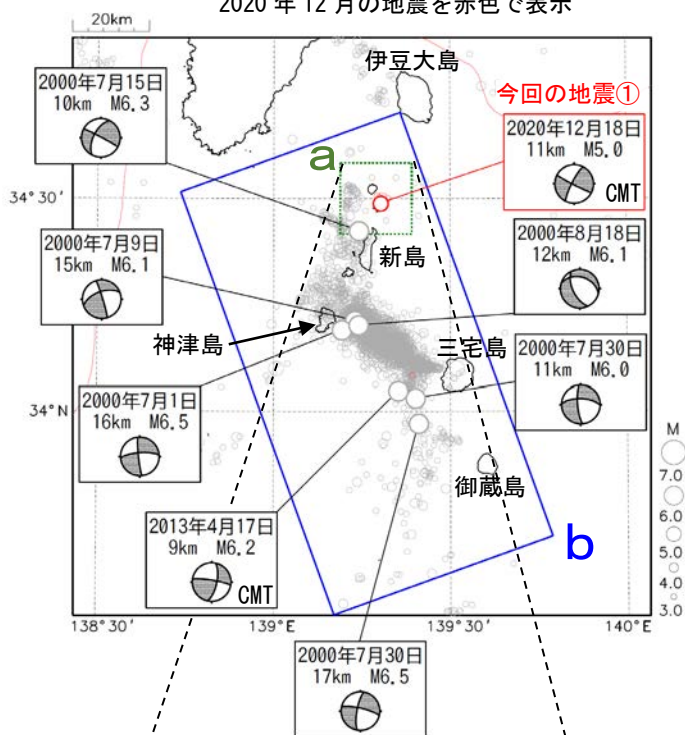 2020 年 12 月の地震を赤色で表示
20km
伊豆大島
今回の地震①
2000年7月15日
10km M6.3
2020年12月18日
11km M5.0
CMT
a
34°30'
新島
2000年7月9日
15km M6.1
2000年8月18日
12km M6.1
神津島
三宅島
2000年7月30日
11km M6.0
34°N
2000年7月1日
16km M6.5
御蔵島
M
7.0
6.0
5.0
4.0
3.0
2013年4月17日
9km M6.2
CMT
b
138°30'
139°E
139°30'
140°E
2000年7月30日
17km M6.5